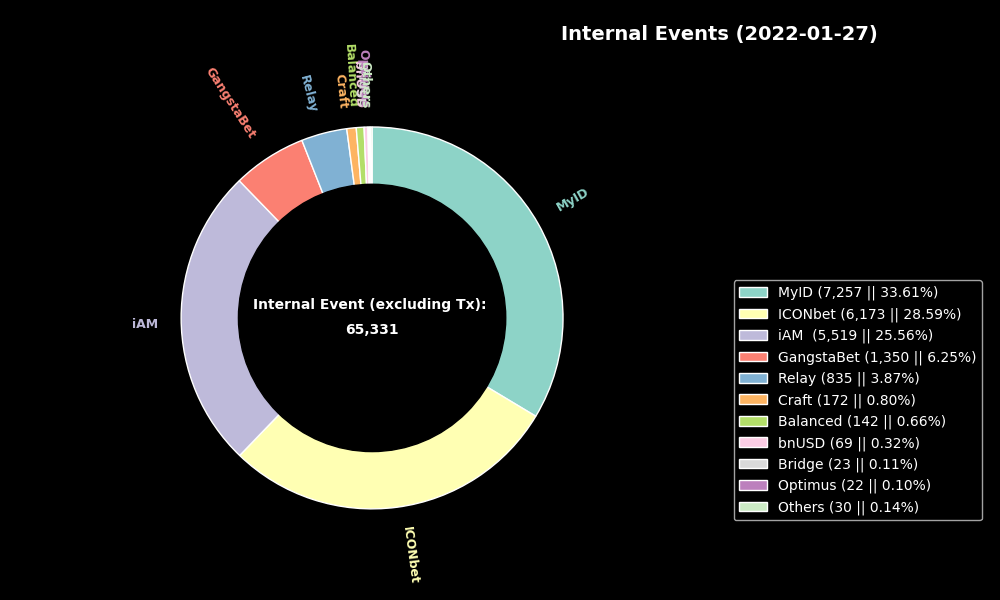 Internal Events (2022-01-27)
GangstaBet
Relay
Craft
Balanced
Others
MyID
iAM
ICONbet
Internal Event (excluding Tx):
65,331
MyID (7,257 || 33.61%)
ICONbet (6,173 || 28.59%)
iAM  (5,519 || 25.56%)
GangstaBet (1,350 || 6.25%)
Relay (835 || 3.87%)
Craft (172 || 0.80%)
Balanced (142 || 0.66%)
bnUSD (69 || 0.32%)
Bridge (23 || 0.11%)
Optimus (22 || 0.10%)
Others (30 || 0.14%)